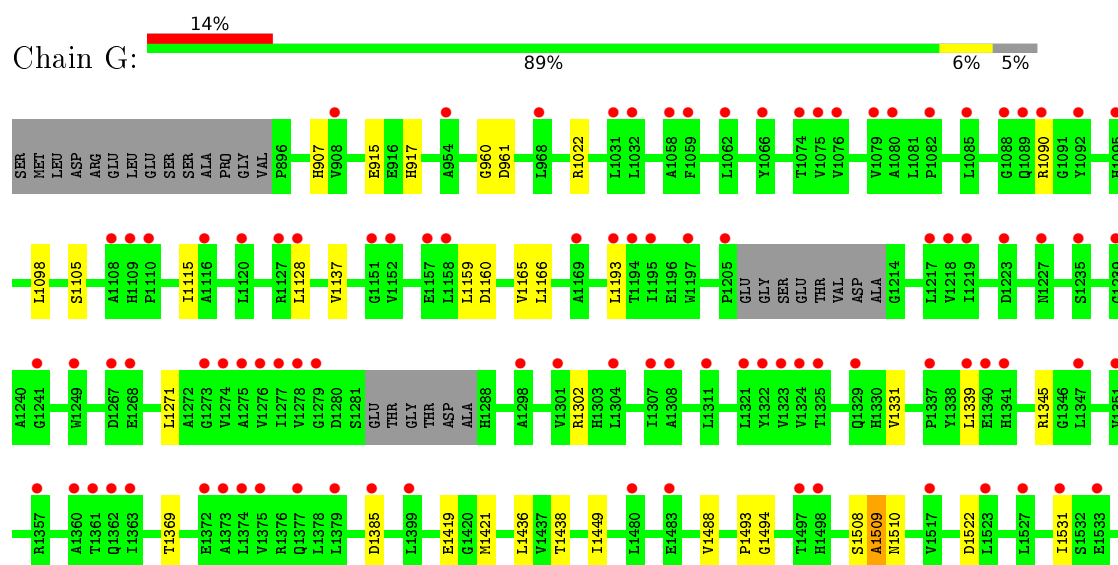 14%
Chain G:
89% 6% 5%
SER MET LEU ASP ARG GLU LEU GLU SER SER ALA PRO GLY VAL P896 H907 V908 E915 E916 H917 A954 G960 D961 L968 R1022 L1031 L1032 A1058 F1059 L1062 Y1066 T1074 V1075 V1076 V1079 A1080 L1081 P1082 L1085 G1088 Q1089 R1090 G1091 Y1092 H1095
L1098 S1105 A1108 H1109 P1110 I1115 A1116 L1120 R1127 L1128 V1137 G1151 V1152 E1157 L1158 L1159 D1160 V1165 L1166 A1169 L1193 T1194 I1195 E1196 W1197 P1205 GLU GLY SER GLU THR VAL ASP ALA G1214 L1217 V1218 I1219 D1223 N1227 S1235 G1239
A1240 G1241 W1249 D1267 E1268 L1271 A1272 G1273 V1274 A1275 V1276 I1277 V1278 G1279 D1280 S1281 GLU THR GLY THR ASP ALA H1288 A1298 V1301 R1302 H1303 L1304 I1307 A1308 L1311 L1321 Y1322 V1323 V1324 T1325 Q1329 H1330 V1331 P1337 Y1338 L1339 E1340 H1341 R1345 G1346 L1347
R1357 A1360 T1361 Q1362 I1363 T1369 E1372 A1373 L1374 V1375 R1376 Q1377 L1378 L1379 D1385 L1399 E1419 G1420 M1421 L1436 V1437 T1438 I1449 L1480 E1483 V1488 P1493 G1494 T1497 H1498 S1508 A1509 N1510 V1517 D1522 L1523 L1527 I1531 S1532 E1533